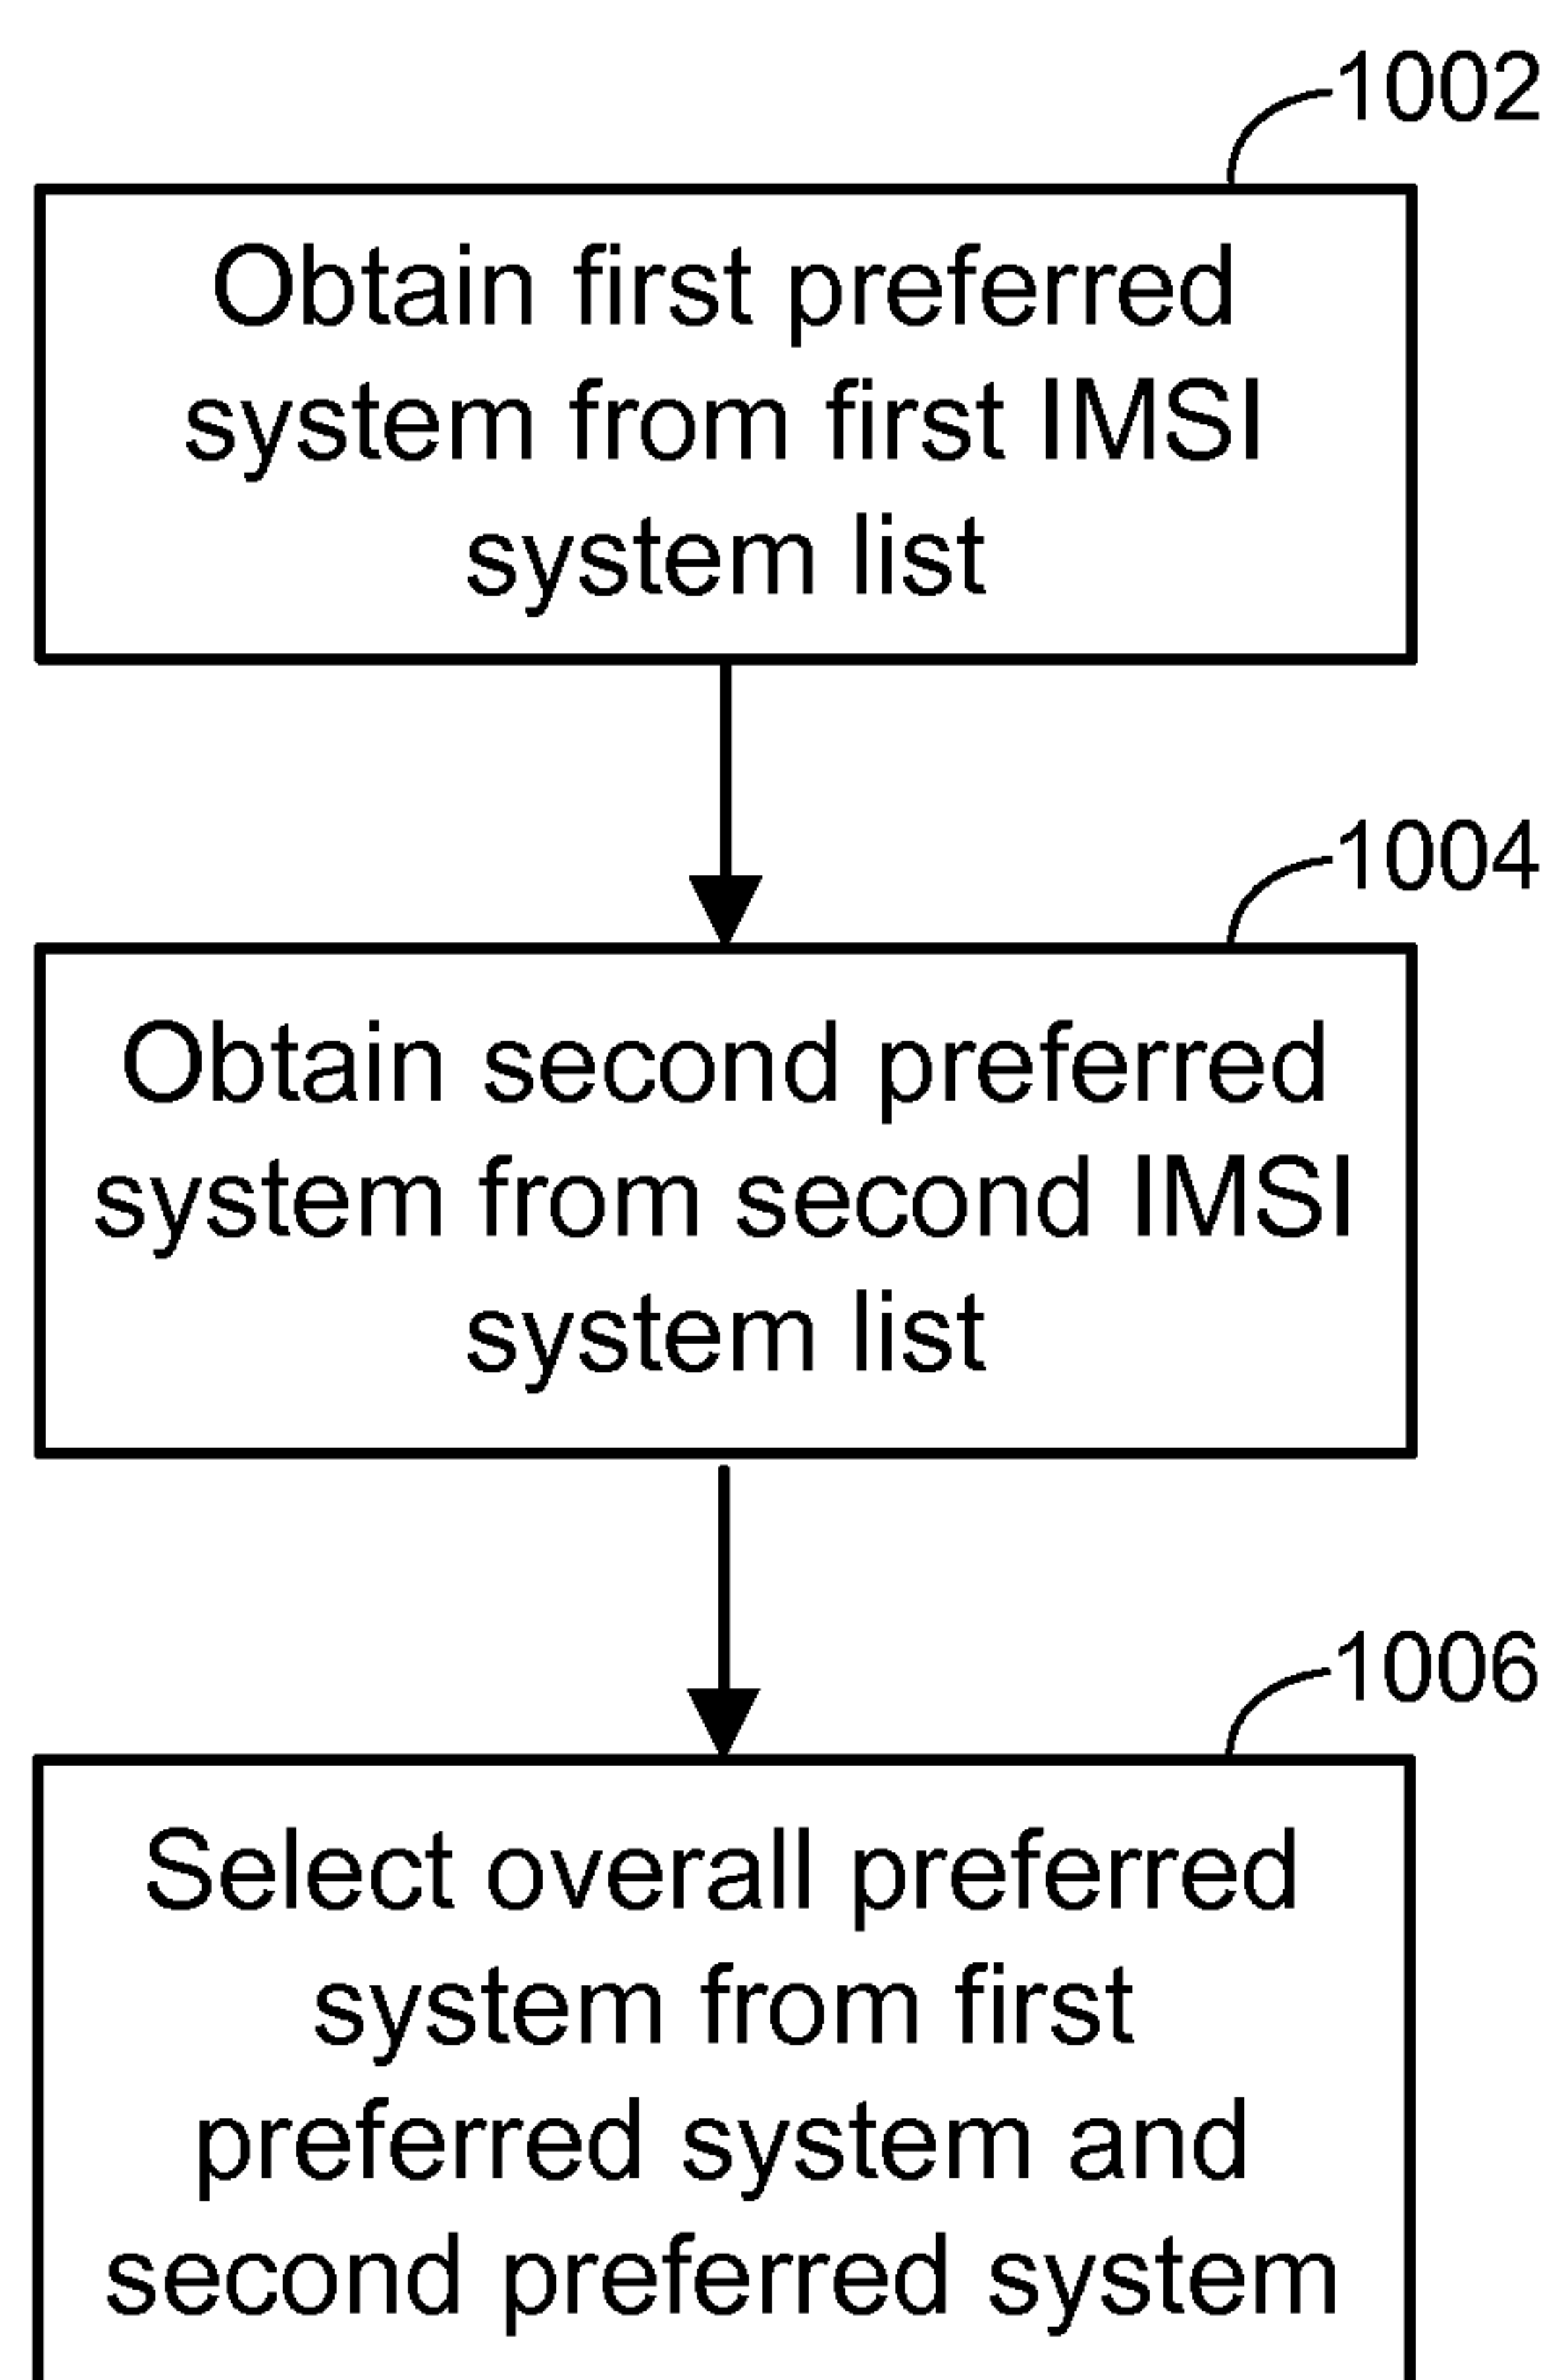 1002
Obtain first preferred
system from first IMSI
system list
1004
Obtain second preferred
system from second IMSI
system list
1006
Select overall preferred
system from first
preferred system and
second preferred system